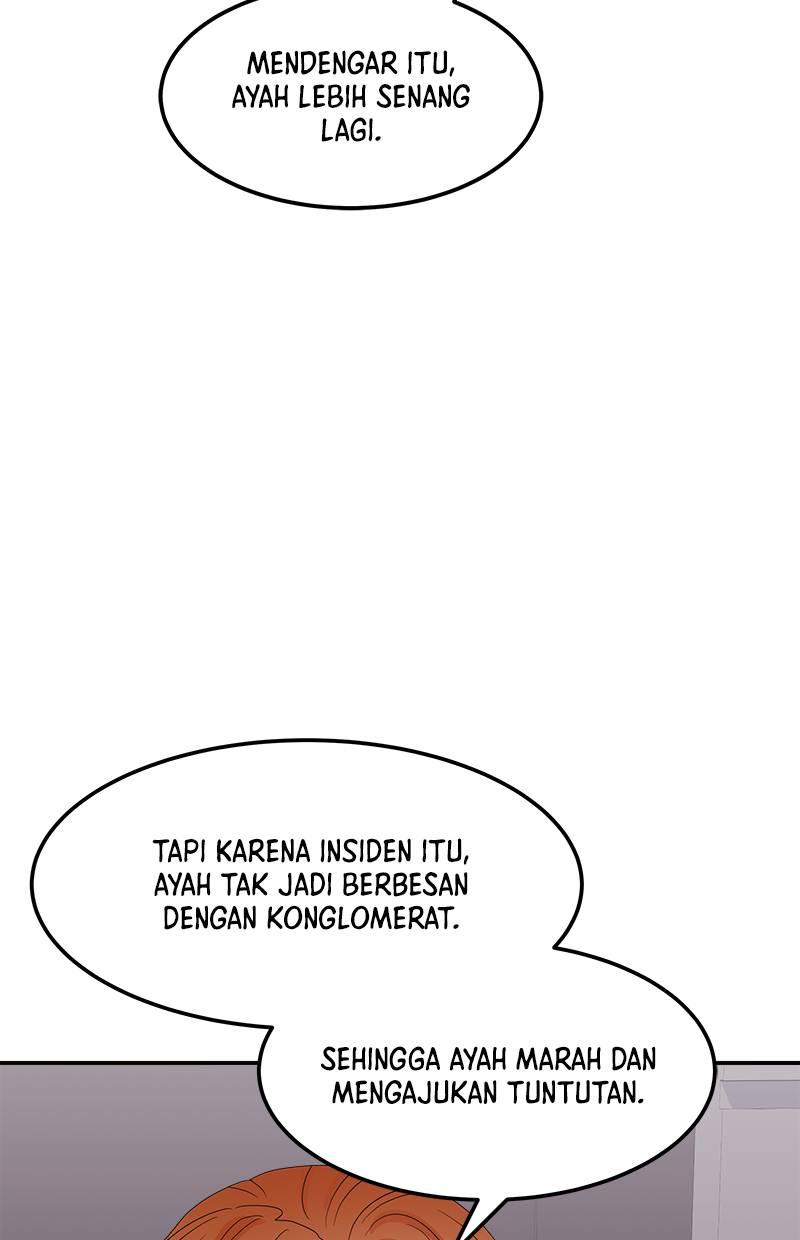 MENDENGAR ITU,
AYAH LEBIH SENANG
LAGI.
TAPI KARENA INSIDEN ITU,
AYAH TAK JADI BERBESAN
DENGAN KONGLOMERAT.
SEHINGGA AYAH MARAH DAN
MENGAJUKAN TUNTUTAN.